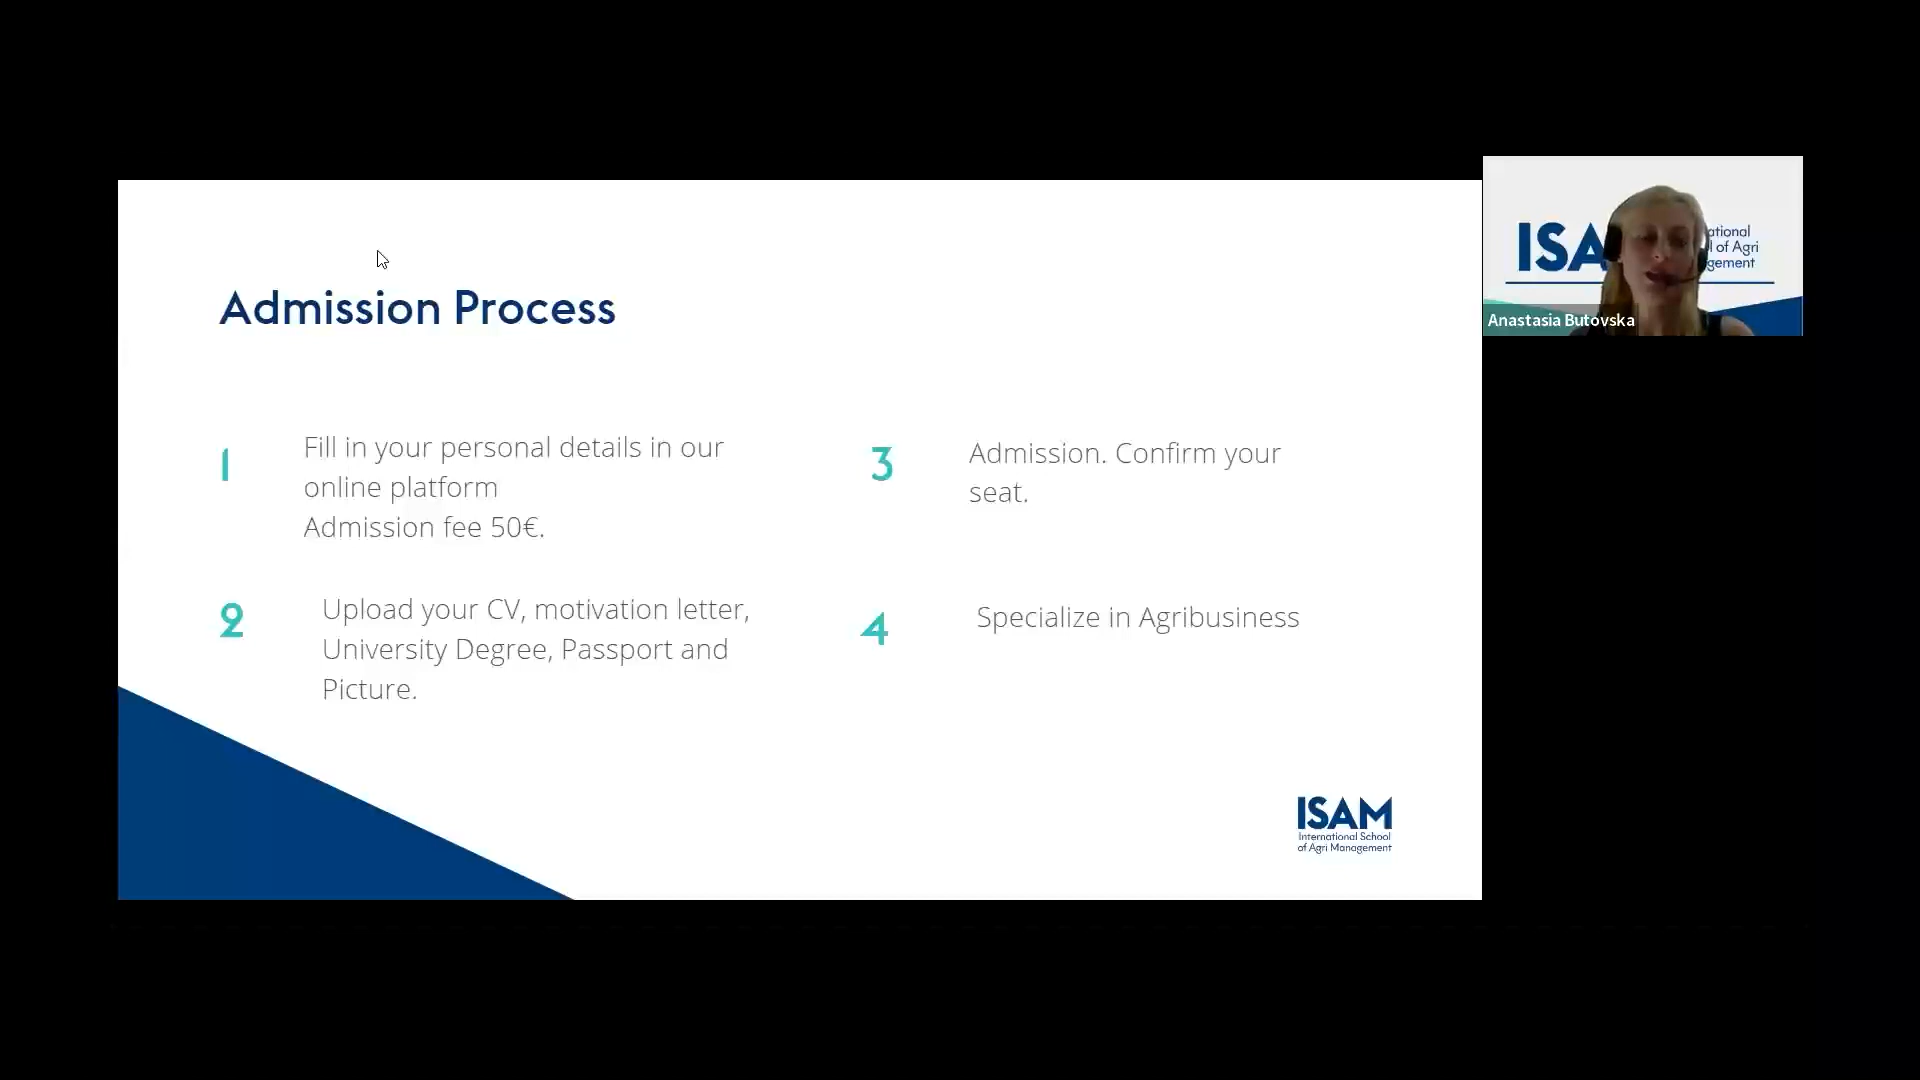 Admission Process
1
Fill in your personal details in our
online platform
Admission fee 50€.
2
Upload your CV, motivation letter,
University Degree, Passport and
Picture.
3
Admission. Confirm your
seat.
4
Specialize in Agribusiness
ISAM
International School
of Agri Management
ISA
ational
l of Agri
gement
Anastasia Butovska